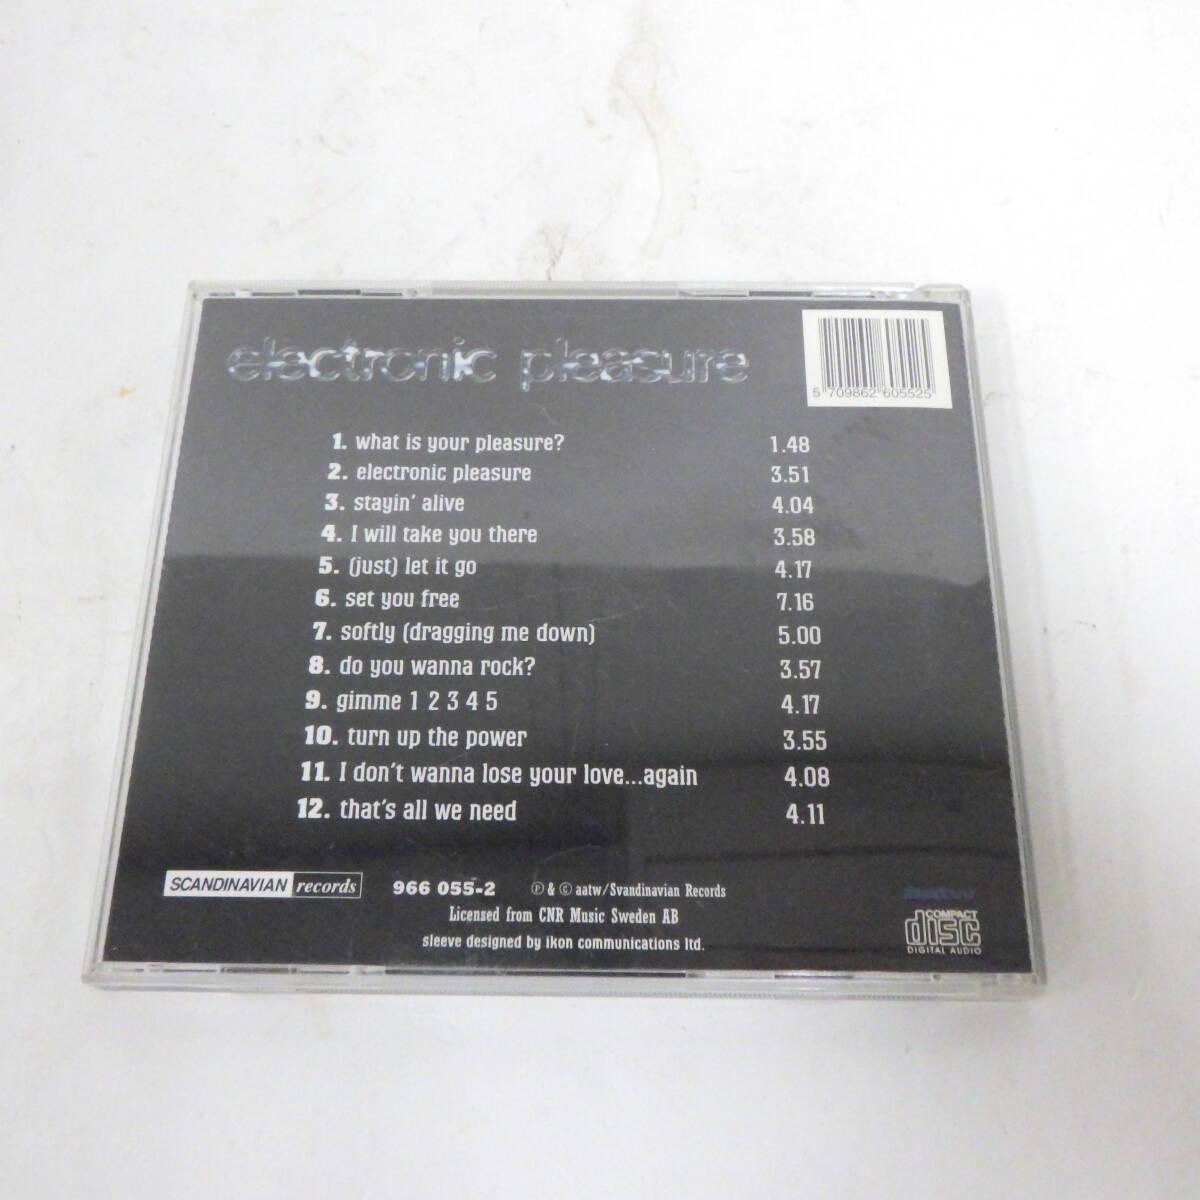 electronic pleasure
5 709862 605525
1. what is your pleasure? 1.48
2. electronic pleasure 3.51
3. stayin' alive 4.04
4. I will take you there 3.58
5. (just) let it go 4.17
6. set you free 7.16
7. softly (dragging me down) 5.00
8. do you wanna rock? 3.57
9. gimme 1 2 3 4 5 4.17
10. turn up the power 3.55
11. I don't wanna lose your love...again 4.08
12. that's all we need 4.11
SCANDINAVIAN records 966 055-2 ℗ & © aatw/Svandinavian Records
Licensed from CNR Music Sweden AB
sleeve designed by ikon communications ltd.
COMPACT
disc
DIGITAL AUDIO